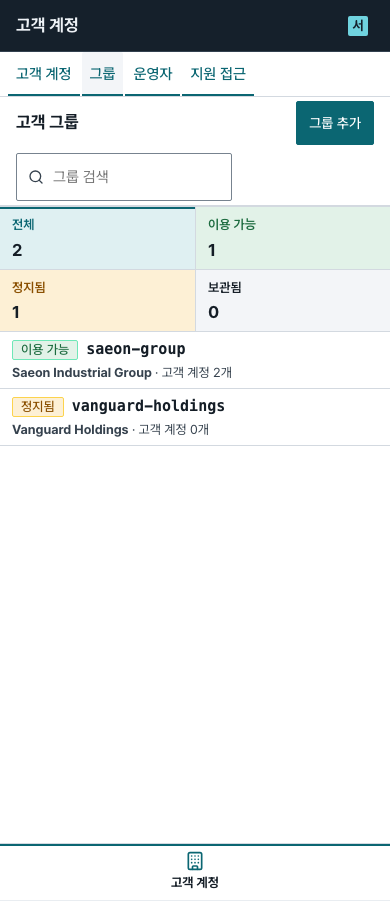 고객 계정
서
고객 계정 그룹 운영자 지원 접근
고객 그룹
그룹 추가
그룹 검색
전체
2
이용 가능
1
정지됨
1
보관됨
0
이용 가능 saeon-group
Saeon Industrial Group · 고객 계정 2개
정지됨 vanguard-holdings
Vanguard Holdings · 고객 계정 0개
고객 계정